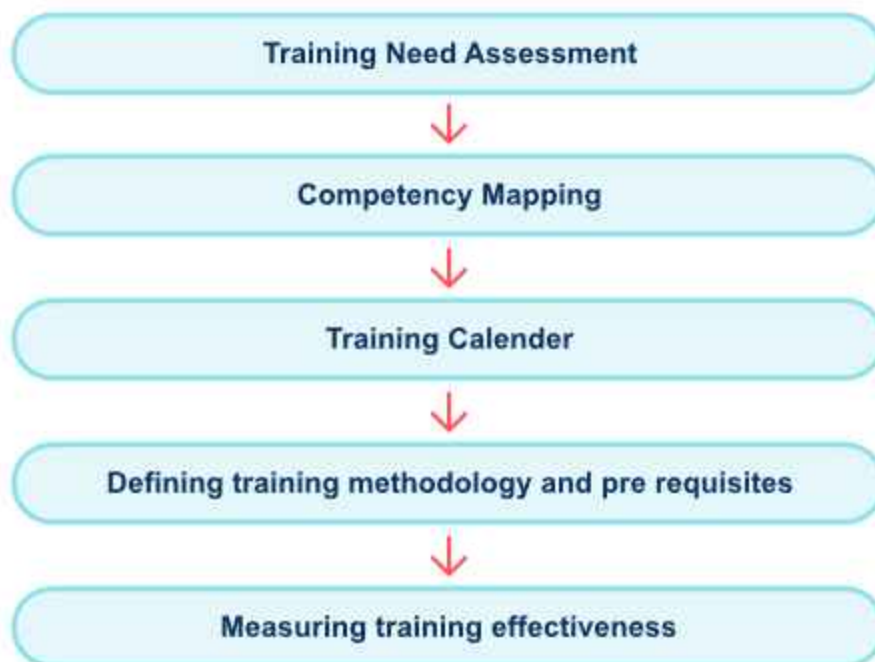 Training Need Assessment
Competency Mapping
Training Calender
Defining training methodology and pre requisites
Measuring training effectiveness